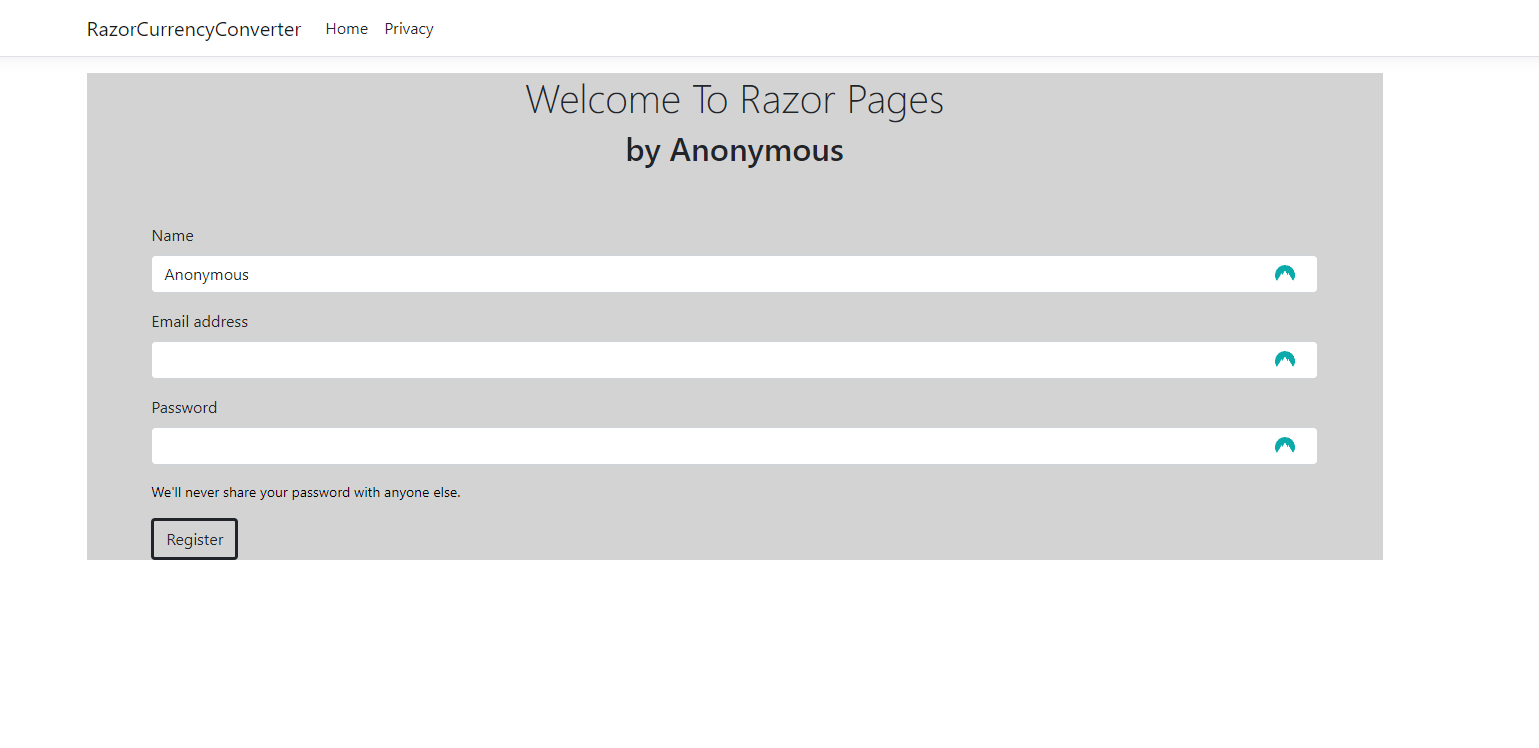 RazorCurrencyConverter Home Privacy
Welcome To Razor Pages
by Anonymous
Name
Anonymous
Email address
Password
We'll never share your password with anyone else.
Register